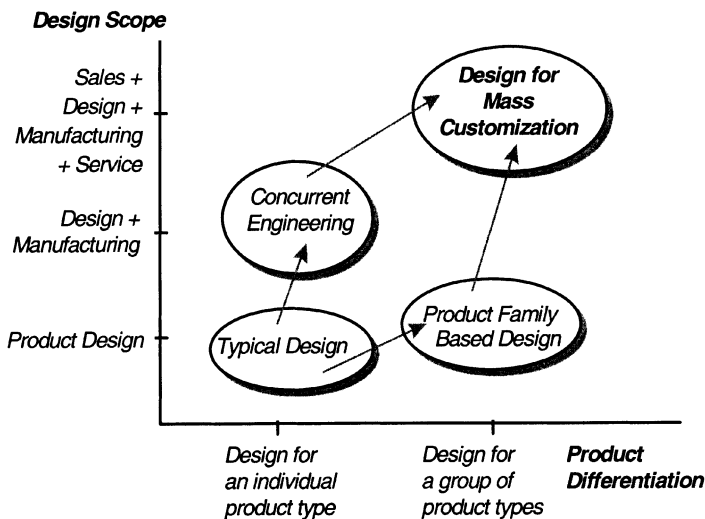 Design Scope
Sales +
Design +
Manufacturing
+ Service
Design +
Manufacturing
Product Design
Design for
Mass
Customization
Concurrent
Engineering
Typical Design
Product Family
Based Design
Design for
an individual
product type
Design for
a group of
product types
Product
Differentiation